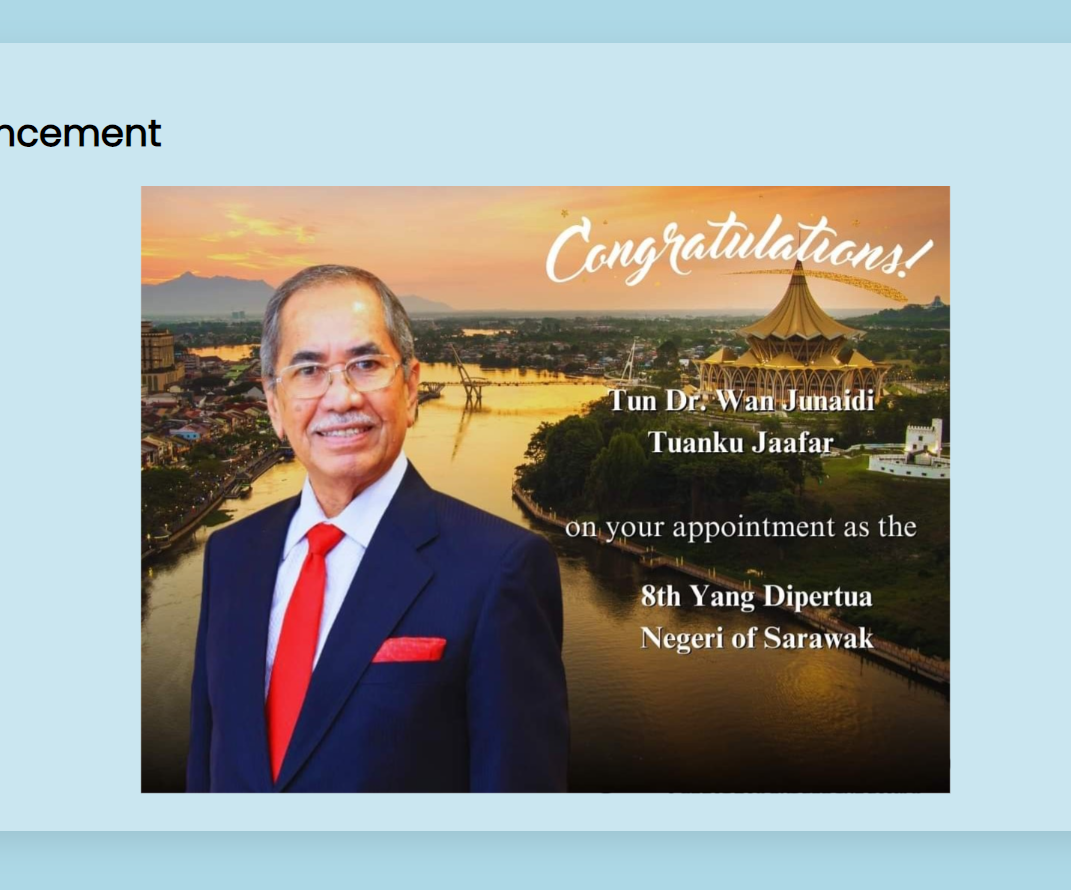 ncement
Congratulations!
Tun Dr. Wan Junaidi
Tuanku Jaafar
on your appointment as the
8th Yang Dipertua
Negeri of Sarawak